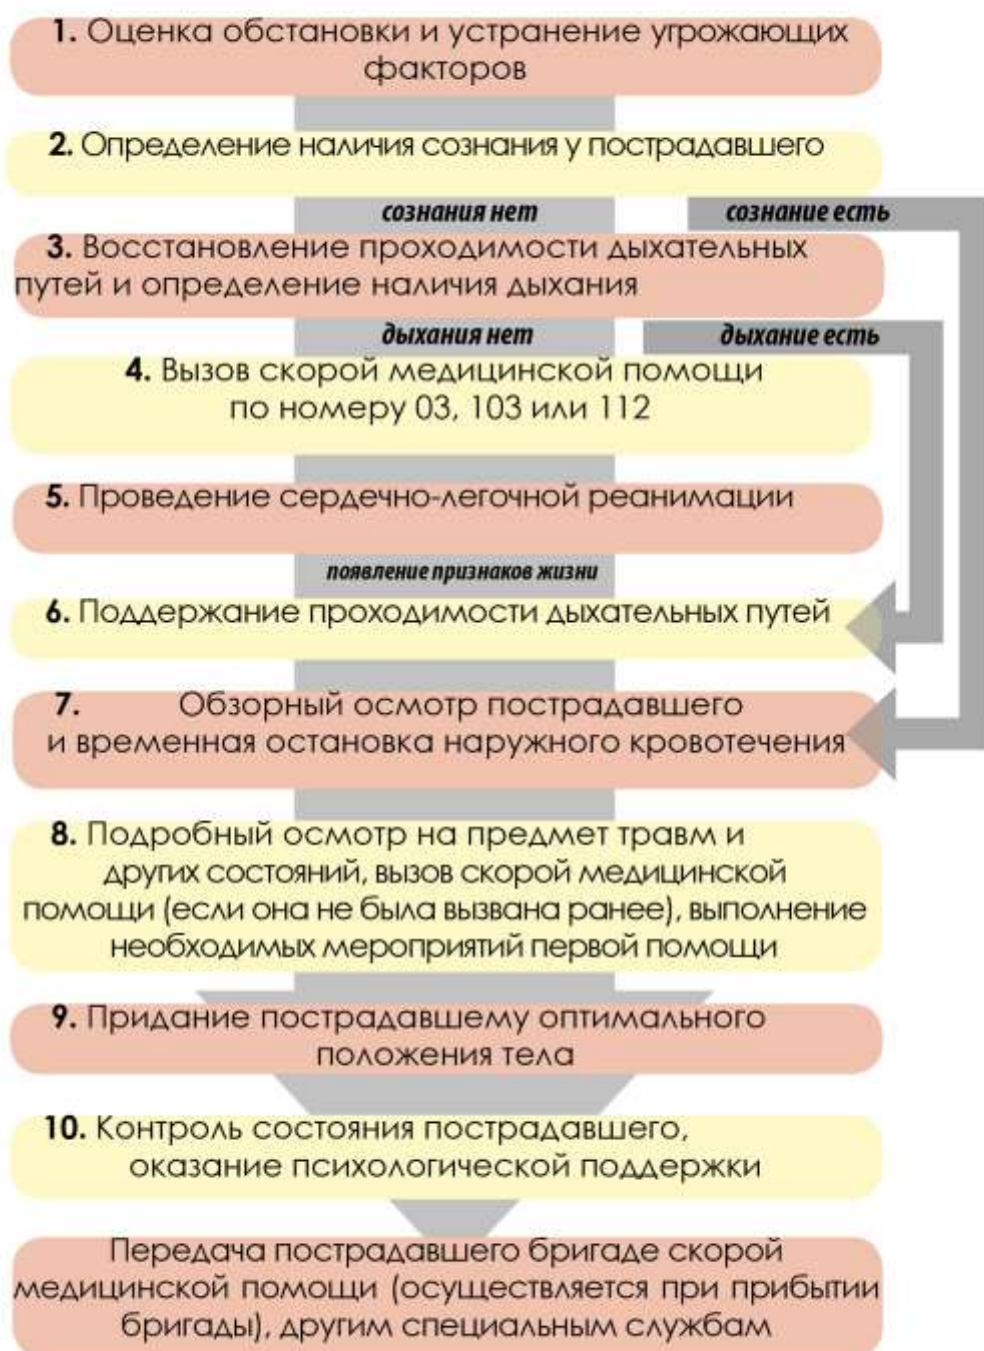 1. Оценка обстановки и устранение угрожающих
факторов
2. Определение наличия сознания у пострадавшего
сознания нет
сознание есть
3. Восстановление проходимости дыхательных
путей и определение наличия дыхания
дыхания нет
дыхание есть
4. Вызов скорой медицинской помощи
по номеру 03, 103 или 112
5. Проведение сердечно-легочной реанимации
появление признаков жизни
6. Поддержание проходимости дыхательных путей
7. Обзорный осмотр пострадавшего
и временная остановка наружного кровотечения
8. Подробный осмотр на предмет травм и
других состояний, вызов скорой медицинской
помощи (если она не была вызвана ранее), выполнение
необходимых мероприятий первой помощи
9. Придание пострадавшему оптимального
положения тела
10. Контроль состояния пострадавшего,
оказание психологической поддержки
Передача пострадавшего бригаде скорой
медицинской помощи (осуществляется при прибытии
бригады), другим специальным службам